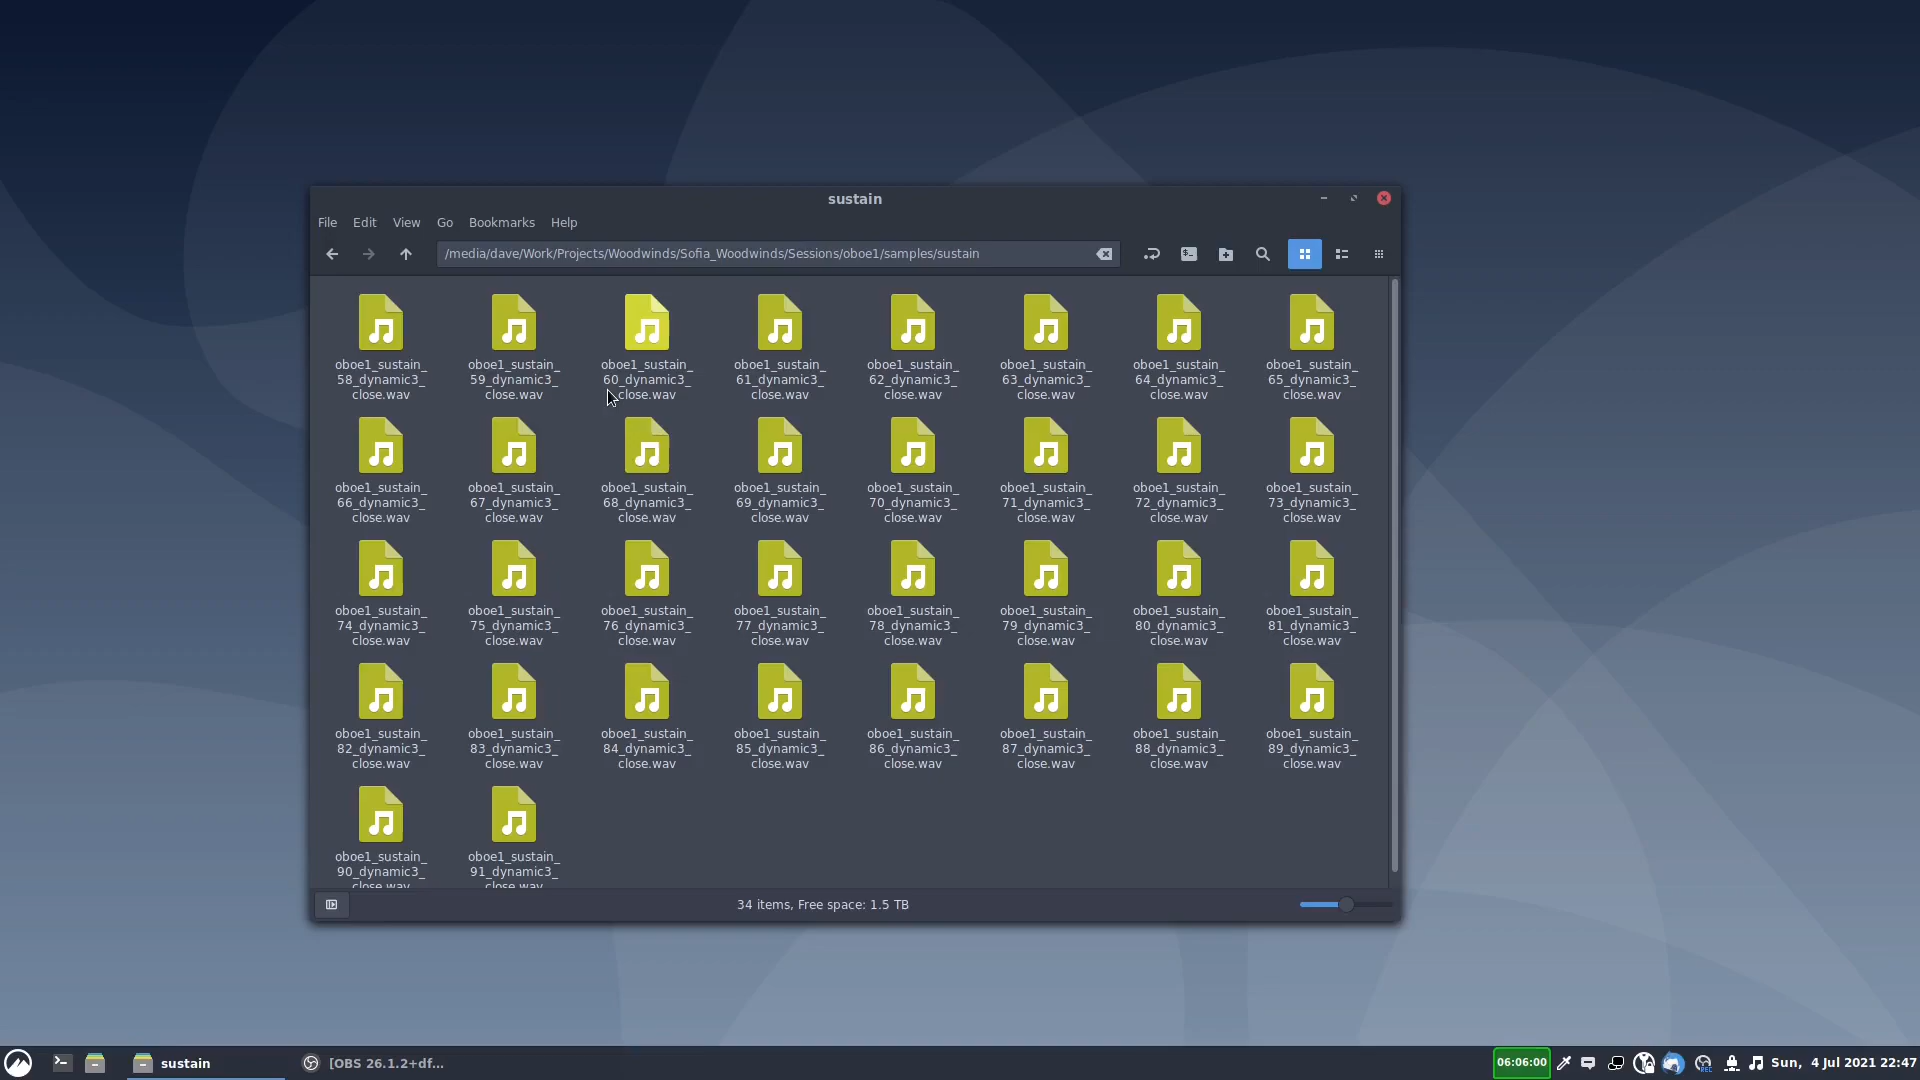 sustain
File Edit View Go Bookmarks Help
/media/dave/Work/Projects/Woodwinds/Sofia_Woodwinds/Sessions/oboe1/samples/sustain
oboe1_sustain_ oboe1_sustain_ oboe1_sustain_ oboe1_sustain_ oboe1_sustain_ oboe1_sustain_ oboe1_sustain_ oboe1_sustain_
58_dynamic3_ 59_dynamic3_ 60_dynamic3_ 61_dynamic3_ 62_dynamic3_ 63_dynamic3_ 64_dynamic3_ 65_dynamic3_
close.wav close.wav close.wav close.wav close.wav close.wav close.wav close.wav
oboe1_sustain_ oboe1_sustain_ oboe1_sustain_ oboe1_sustain_ oboe1_sustain_ oboe1_sustain_ oboe1_sustain_ oboe1_sustain_
66_dynamic3_ 67_dynamic3_ 68_dynamic3_ 69_dynamic3_ 70_dynamic3_ 71_dynamic3_ 72_dynamic3_ 73_dynamic3_
close.wav close.wav close.wav close.wav close.wav close.wav close.wav close.wav
oboe1_sustain_ oboe1_sustain_ oboe1_sustain_ oboe1_sustain_ oboe1_sustain_ oboe1_sustain_ oboe1_sustain_ oboe1_sustain_
74_dynamic3_ 75_dynamic3_ 76_dynamic3_ 77_dynamic3_ 78_dynamic3_ 79_dynamic3_ 80_dynamic3_ 81_dynamic3_
close.wav close.wav close.wav close.wav close.wav close.wav close.wav close.wav
oboe1_sustain_ oboe1_sustain_ oboe1_sustain_ oboe1_sustain_ oboe1_sustain_ oboe1_sustain_ oboe1_sustain_ oboe1_sustain_
82_dynamic3_ 83_dynamic3_ 84_dynamic3_ 85_dynamic3_ 86_dynamic3_ 87_dynamic3_ 88_dynamic3_ 89_dynamic3_
close.wav close.wav close.wav close.wav close.wav close.wav close.wav close.wav
oboe1_sustain_ oboe1_sustain_
90_dynamic3_ 91_dynamic3_
close.wav close.wav
34 items, Free space: 1.5 TB
sustain [OBS 26.1.2+df... 06:06:00 REC Sun, 4 Jul 2021 22:47